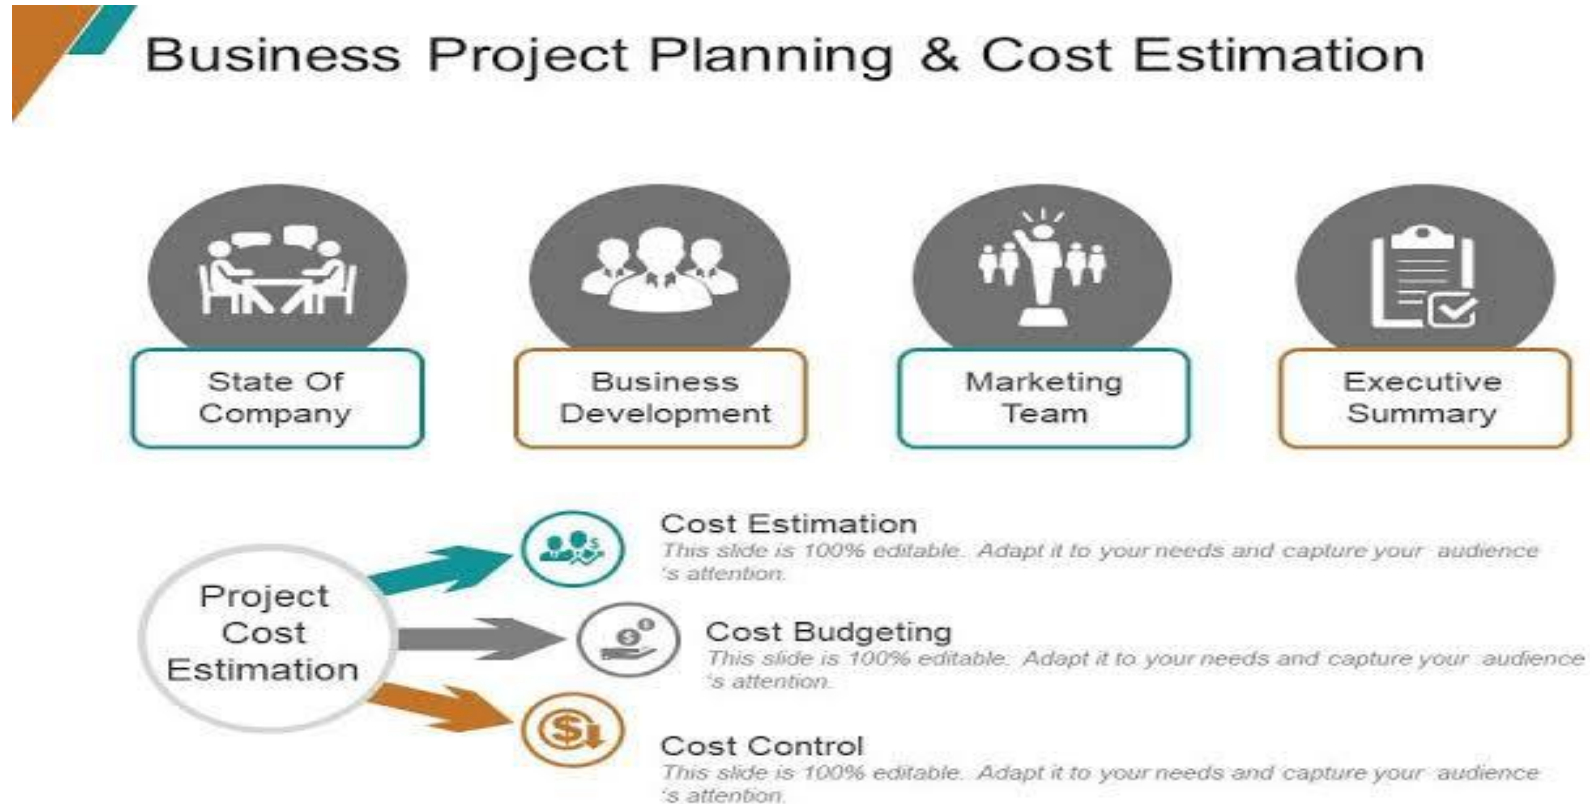 Business Project Planning & Cost Estimation
State Of
Company
Business
Development
Marketing
Team
Executive
Summary
Project
Cost
Estimation
Cost Estimation
This slide is 100% editable. Adapt it to your needs and capture your audience
's attention.
Cost Budgeting
This slide is 100% editable. Adapt it to your needs and capture your audience
's attention.
Cost Control
This slide is 100% editable. Adapt it to your needs and capture your audience
's attention.